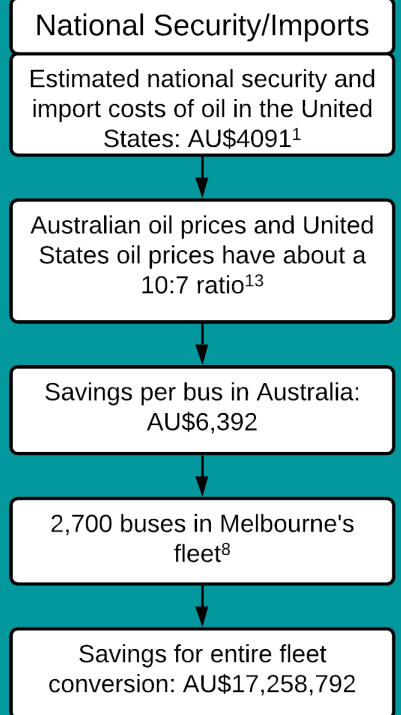 National Security/Imports
Estimated national security and
import costs of oil in the United
States: AU$4091¹
Australian oil prices and United
States oil prices have about a
10:7 ratio¹³
Savings per bus in Australia:
AU$6,392
2,700 buses in Melbourne's
fleet⁸
Savings for entire fleet
conversion: AU$17,258,792